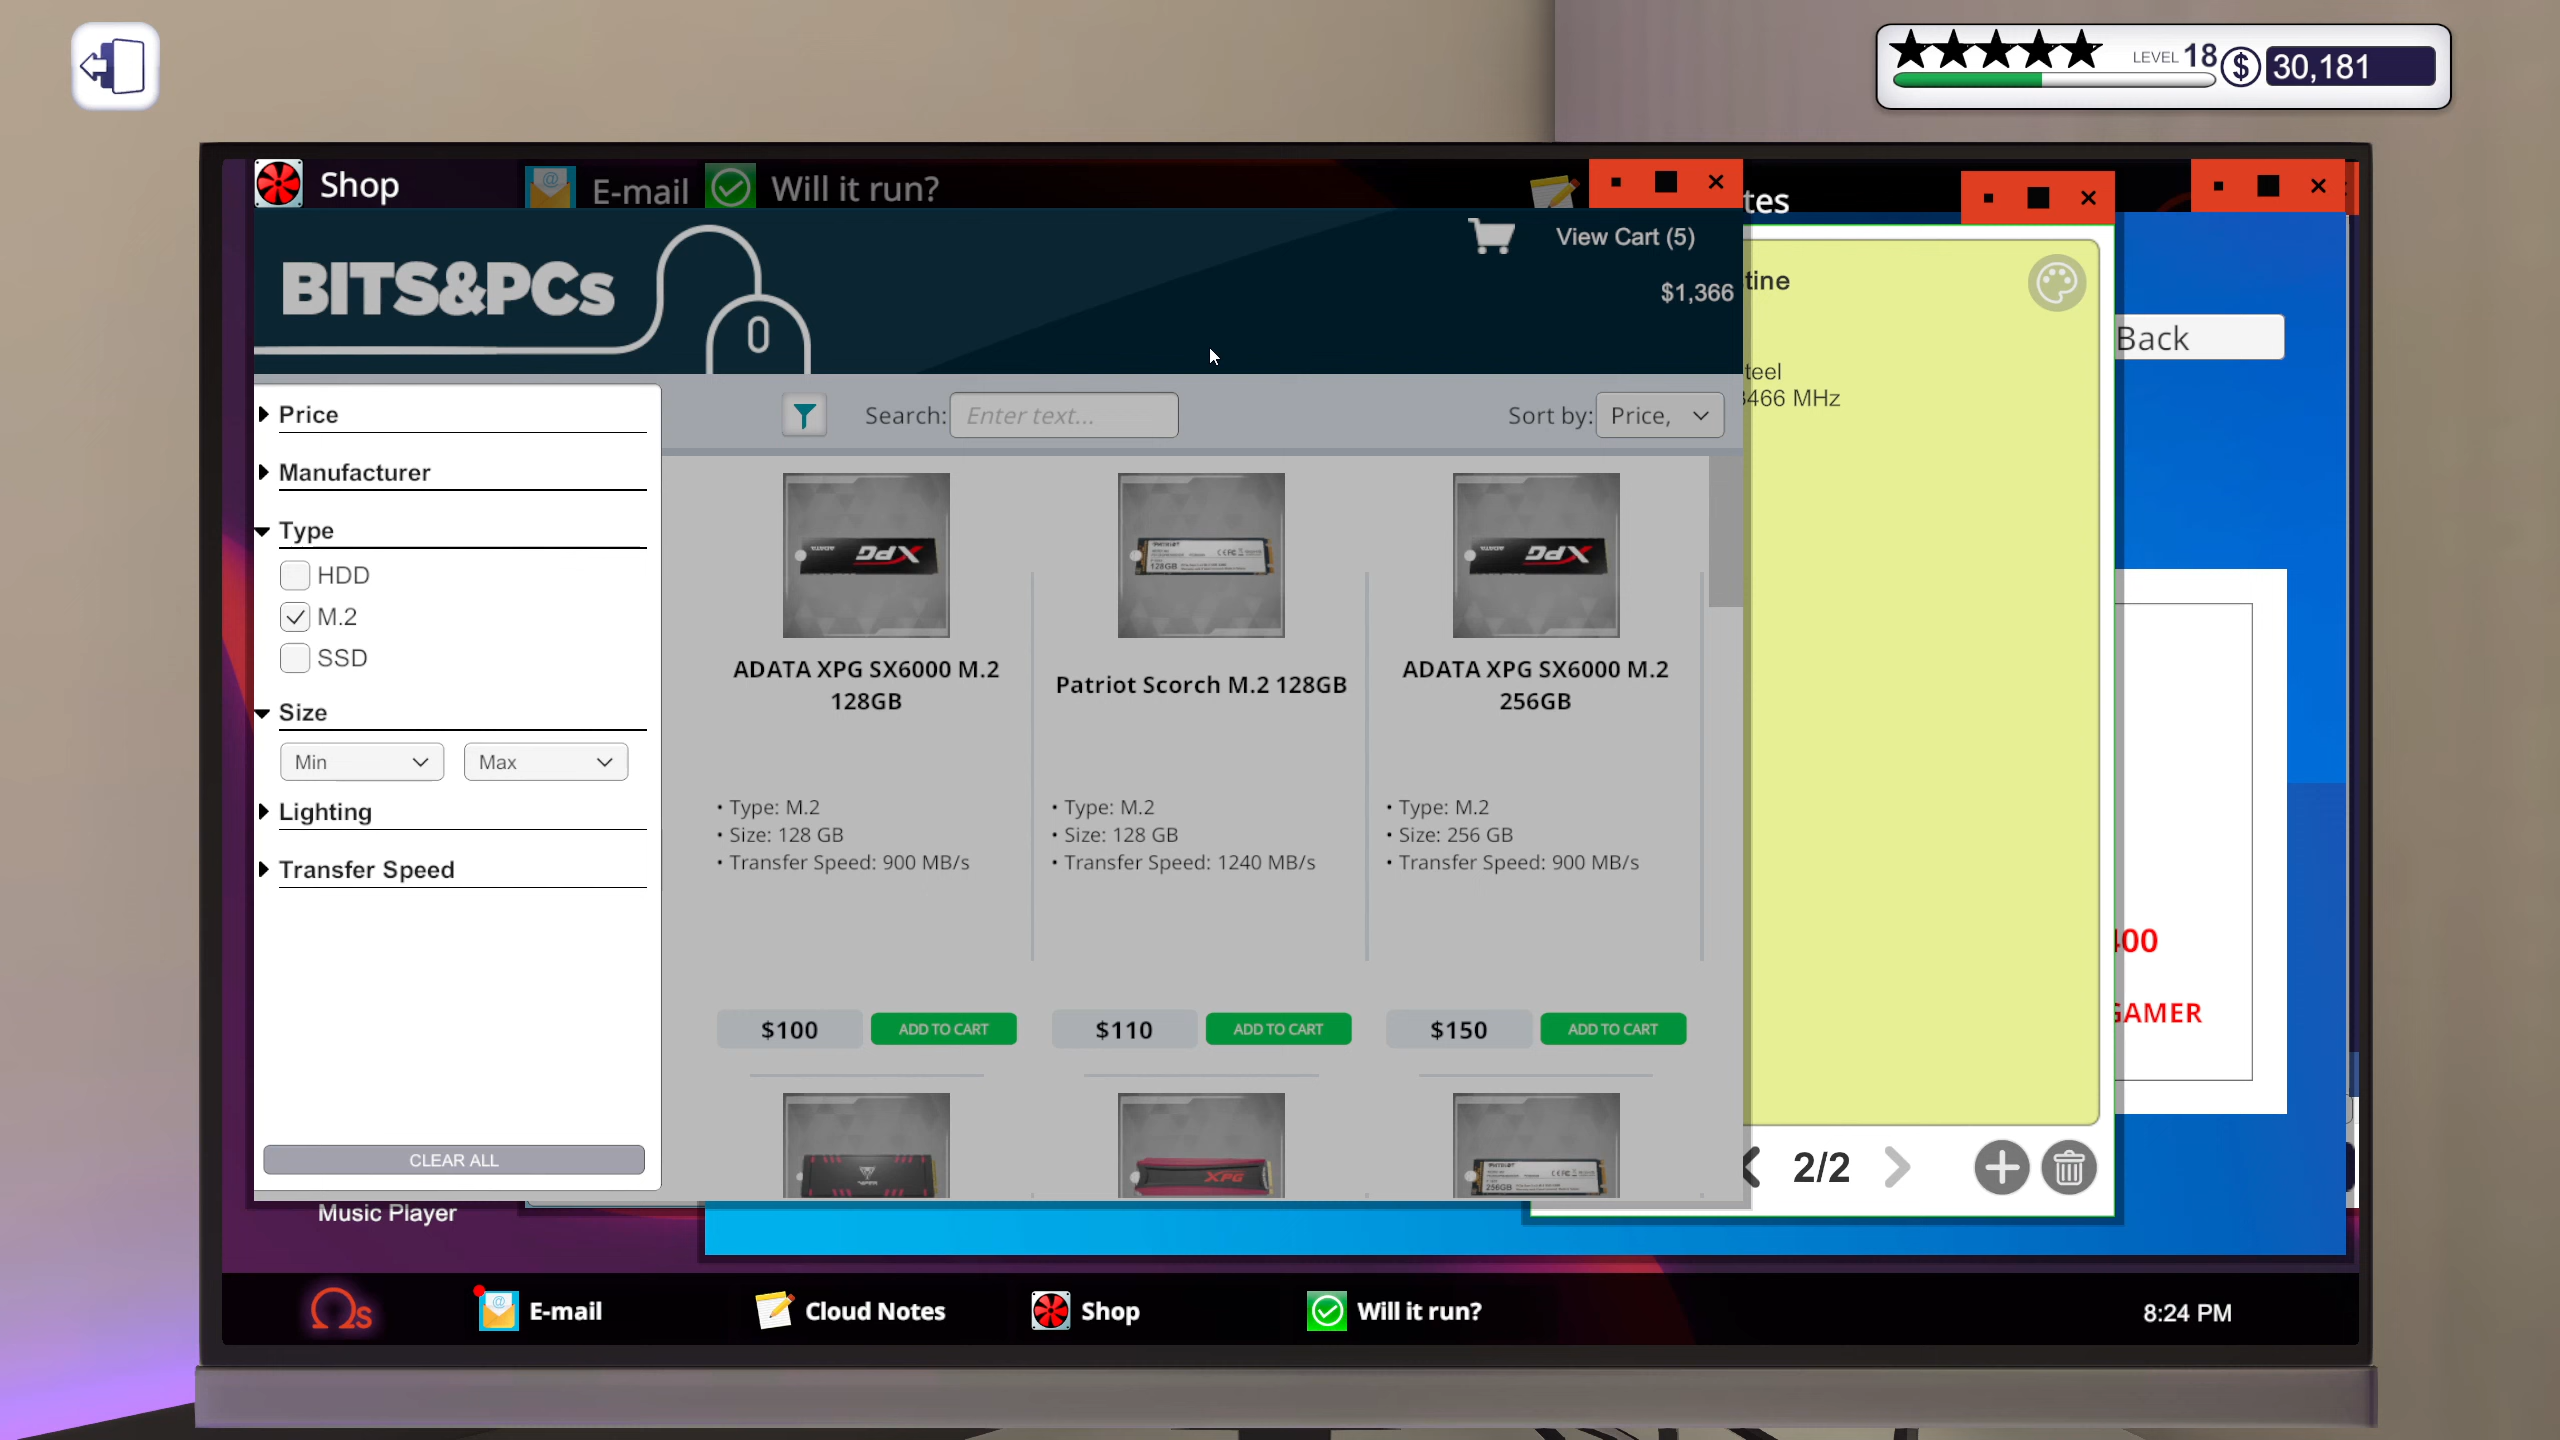 LEVEL 18
$ 30,181
Shop
E-mail
Will it run?
tes
BITS&PCs
View Cart (5)
$1,366
tine
teel
3466 MHz
Back
Search: Enter text...
Sort by: Price,
Price
Manufacturer
Type
HDD
M.2
SSD
Size
Min
Max
Lighting
Transfer Speed
CLEAR ALL
ADATA XPG SX6000 M.2
128GB
• Type: M.2
• Size: 128 GB
• Transfer Speed: 900 MB/s
$100
ADD TO CART
Patriot Scorch M.2 128GB
• Type: M.2
• Size: 128 GB
• Transfer Speed: 1240 MB/s
$110
ADD TO CART
ADATA XPG SX6000 M.2
256GB
• Type: M.2
• Size: 256 GB
• Transfer Speed: 900 MB/s
$150
ADD TO CART
400
GAMER
2/2
Music Player
Ωs
E-mail
Cloud Notes
Shop
Will it run?
8:24 PM